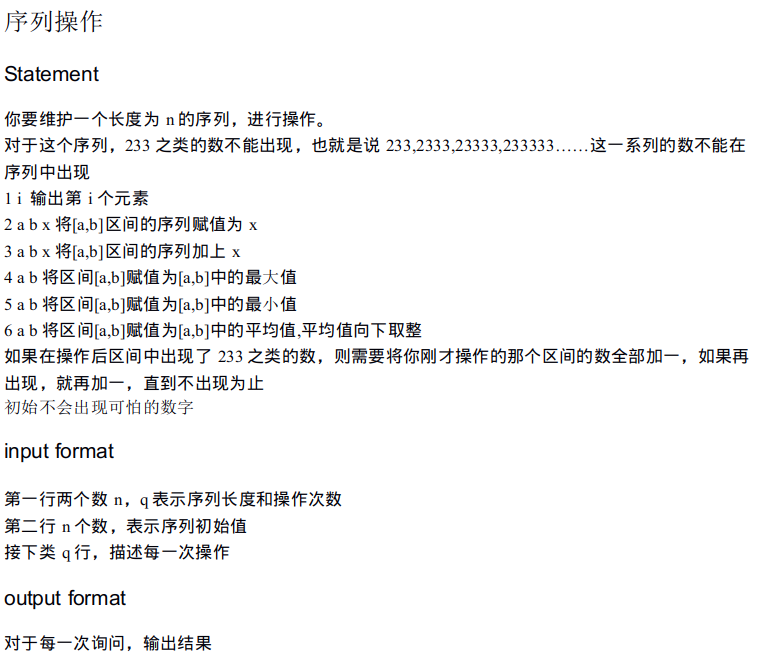 序列操作
Statement
你要维护一个长度为 n 的序列，进行操作。
对于这个序列，233 之类的数不能出现，也就是说 233,2333,23333,233333……这一系列的数不能在
序列中出现
1 i 输出第 i 个元素
2 a b x 将[a,b]区间的序列赋值为 x
3 a b x 将[a,b]区间的序列加上 x
4 a b 将区间[a,b]赋值为[a,b]中的最大值
5 a b 将区间[a,b]赋值为[a,b]中的最小值
6 a b 将区间[a,b]赋值为[a,b]中的平均值,平均值向下取整
如果在操作后区间中出现了 233 之类的数，则需要将你刚才操作的那个区间的数全部加一，如果再
出现，就再加一，直到不出现为止
初始不会出现可怕的数字
input format
第一行两个数 n，q 表示序列长度和操作次数
第二行 n 个数，表示序列初始值
接下类 q 行，描述每一次操作
output format
对于每一次询问，输出结果